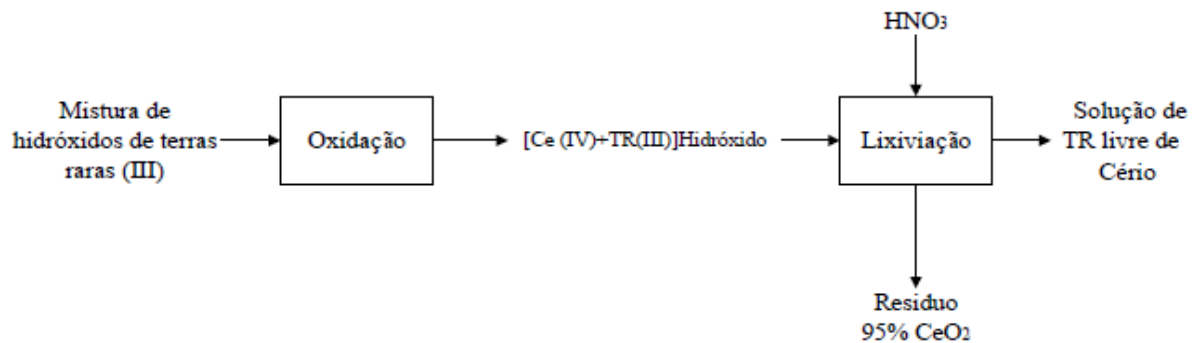 HNO3
Mistura de
hidróxidos de terras
raras (III)
Oxidação
[Ce (IV)+TR(III)]Hidróxido
Lixiviação
Solução de
TR livre de
Cério
Residuo
95% CeO2